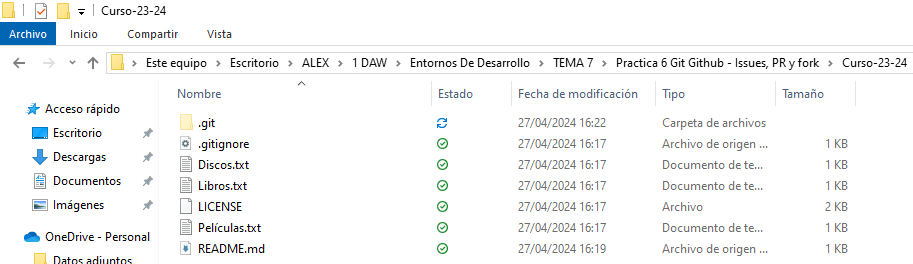 Curso-23-24
Archivo Inicio Compartir Vista
Este equipo > Escritorio > ALEX > 1 DAW > Entornos De Desarrollo > TEMA 7 > Practica 6 Git Github - Issues, PR y fork > Curso-23-24
Nombre Estado Fecha de modificación Tipo Tamaño
Acceso rápido
Escritorio
Descargas
Documentos
Imágenes
OneDrive - Personal
Datos adjuntos
.git 27/04/2024 16:22 Carpeta de archivos
.gitignore 27/04/2024 16:17 Archivo de origen ... 1 KB
Discos.txt 27/04/2024 16:17 Documento de te... 1 KB
Libros.txt 27/04/2024 16:17 Documento de te... 1 KB
LICENSE 27/04/2024 16:17 Archivo 2 KB
Películas.txt 27/04/2024 16:17 Documento de te... 1 KB
README.md 27/04/2024 16:19 Archivo de origen ... 1 KB